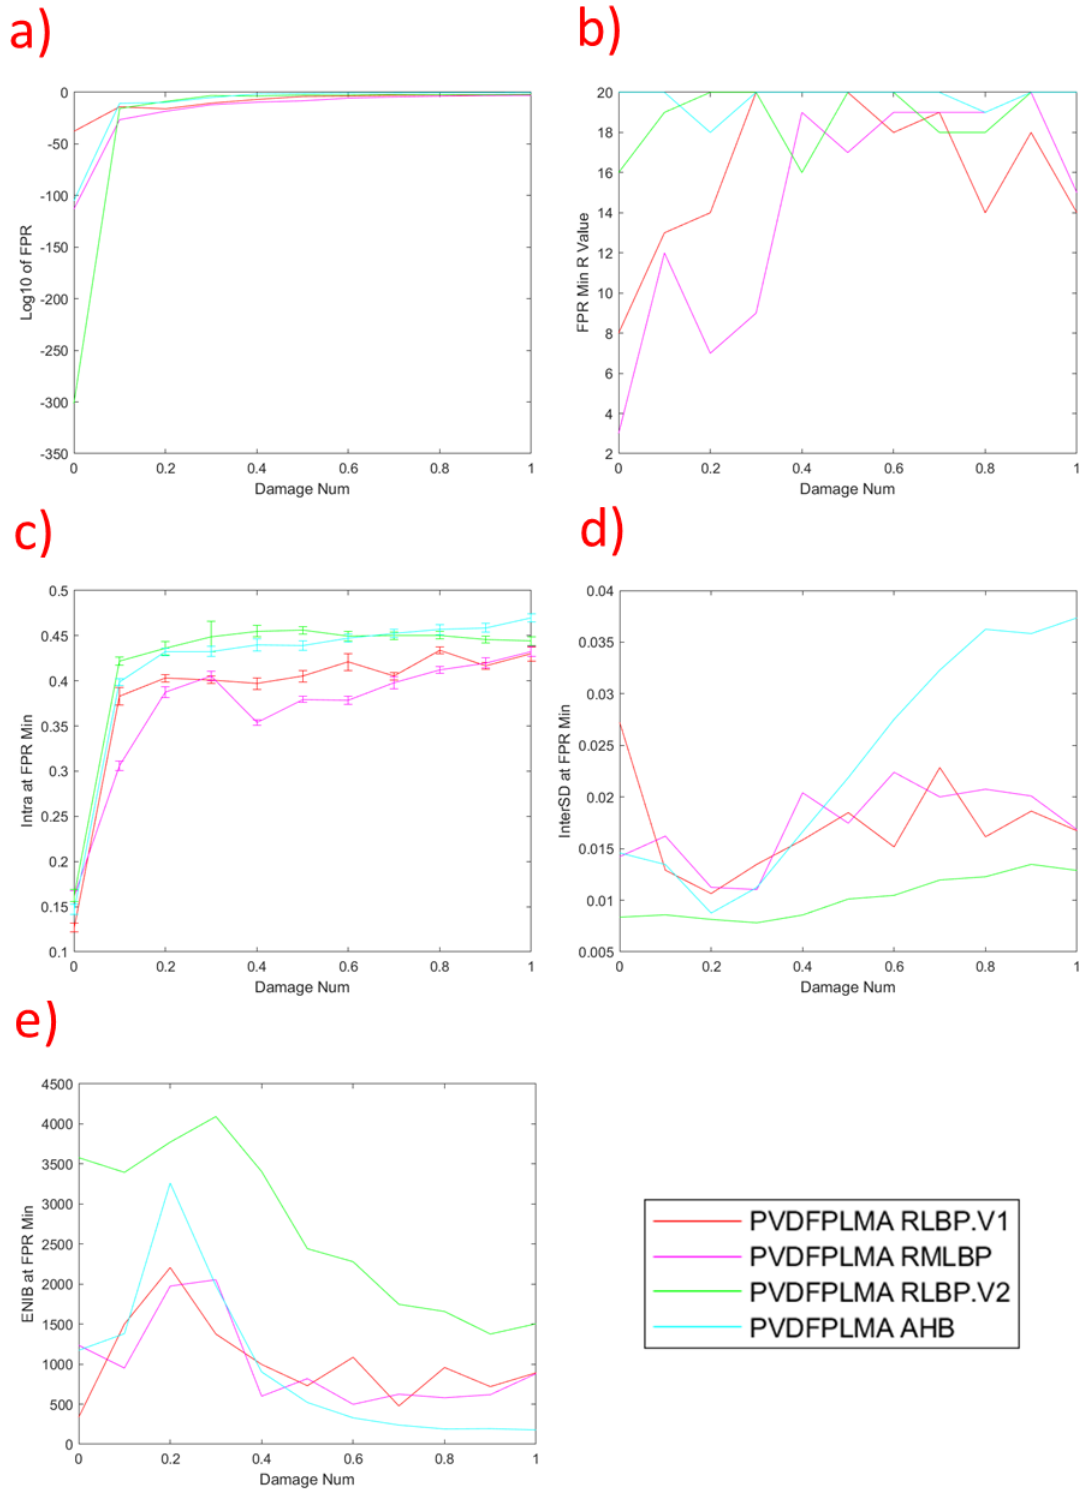 a)
Log10 of FPR
0
-50
-100
-150
-200
-250
-300
-350
0 0.2 0.4 0.6 0.8 1
Damage Num
b)
FPR Min R Value
20
18
16
14
12
10
8
6
4
2
0 0.2 0.4 0.6 0.8 1
Damage Num
c)
Intra at FPR Min
0.5
0.45
0.4
0.35
0.3
0.25
0.2
0.15
0.1
0 0.2 0.4 0.6 0.8 1
Damage Num
d)
InterSD at FPR Min
0.04
0.035
0.03
0.025
0.02
0.015
0.01
0.005
0 0.2 0.4 0.6 0.8 1
Damage Num
e)
ENIB at FPR Min
4500
4000
3500
3000
2500
2000
1500
1000
500
0
0 0.2 0.4 0.6 0.8 1
Damage Num
PVDFPLMA RLBP.V1
PVDFPLMA RMLBP
PVDFPLMA RLBP.V2
PVDFPLMA AHB